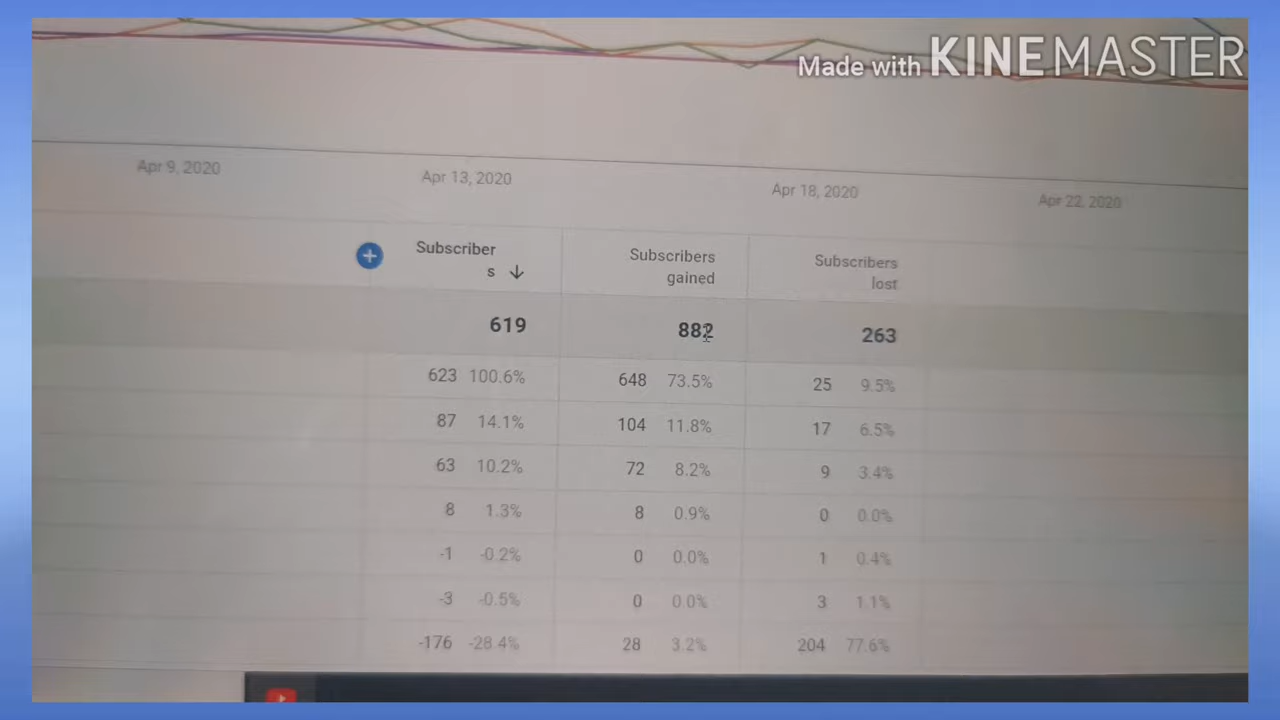 Made with KINEMASTER
Apr 9, 2020 Apr 13, 2020 Apr 18, 2020 Apr 22, 2020
Subscriber Subscribers Subscribers
s gained lost
619 882 263
623 100.6% 648 73.5% 25 9.5%
87 14.1% 104 11.8% 17 6.5%
63 10.2% 72 8.2% 9 3.4%
8 1.3% 8 0.9% 0 0.0%
-1 -0.2% 0 0.0% 1 0.4%
-3 -0.5% 0 0.0% 3 1.1%
-176 -28.4% 28 3.2% 204 77.6%